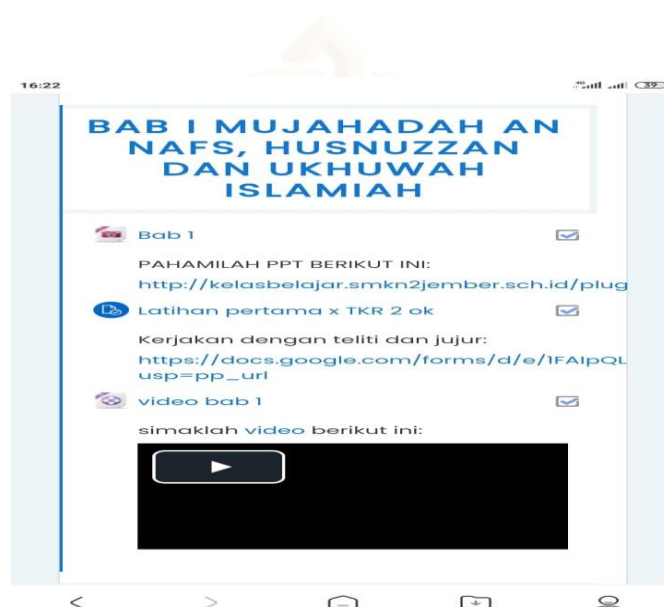 16:22
4G
39
BAB I MUJAHADAH AN
NAFS, HUSNUZZAN
DAN UKHUWAH
ISLAMIAH
Bab 1
PAHAMILAH PPT BERIKUT INI:
http://kelasbelajar.smkn2jember.sch.id/plug
Latihan pertama x TKR 2 ok
Kerjakan dengan teliti dan jujur:
https://docs.google.com/forms/d/e/1FAIpQL
usp=pp_url
video bab 1
simaklah video berikut ini: